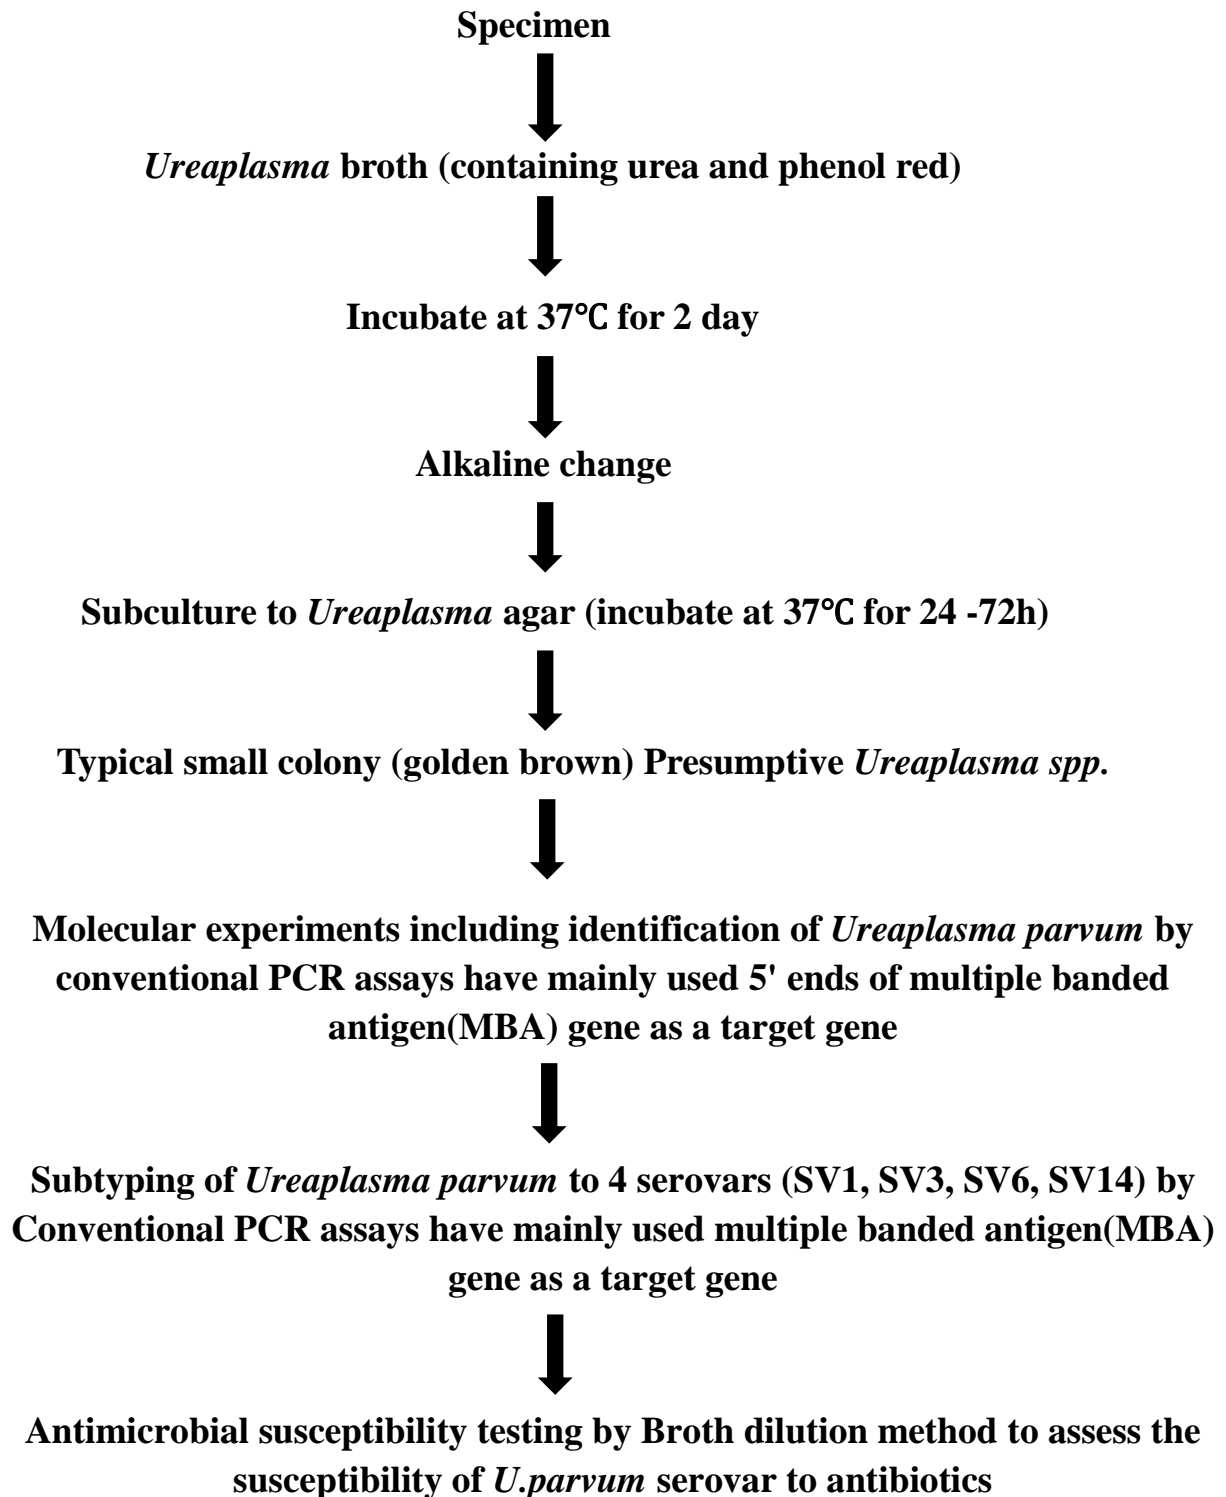 Specimen
Ureaplasma broth (containing urea and phenol red)
Incubate at 37℃ for 2 day
Alkaline change
Subculture to Ureaplasma agar (incubate at 37℃ for 24 -72h)
Typical small colony (golden brown) Presumptive Ureaplasma spp.
Molecular experiments including identification of Ureaplasma parvum by
conventional PCR assays have mainly used 5' ends of multiple banded
antigen(MBA) gene as a target gene
Subtyping of Ureaplasma parvum to 4 serovars (SV1, SV3, SV6, SV14) by
Conventional PCR assays have mainly used multiple banded antigen(MBA)
gene as a target gene
Antimicrobial susceptibility testing by Broth dilution method to assess the
susceptibility of U.parvum serovar to antibiotics